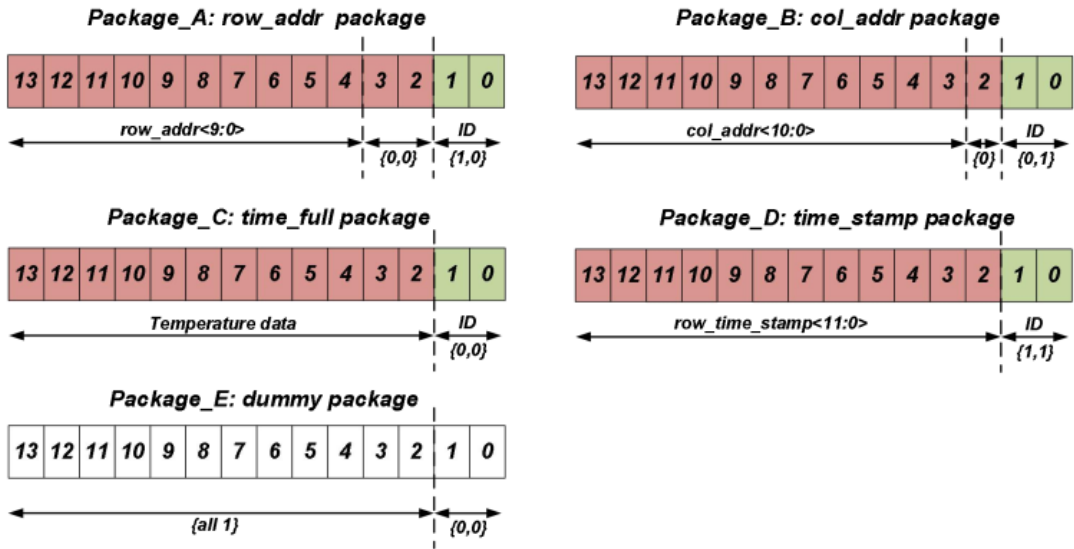 Package_A: row_addr package
13 12 11 10 9 8 7 6 5 4 3 2 1 0
row_addr<9:0>
{0,0}
ID
{1,0}
Package_B: col_addr package
13 12 11 10 9 8 7 6 5 4 3 2 1 0
col_addr<10:0>
{0}
ID
{0,1}
Package_C: time_full package
13 12 11 10 9 8 7 6 5 4 3 2 1 0
Temperature data
ID
{0,0}
Package_D: time_stamp package
13 12 11 10 9 8 7 6 5 4 3 2 1 0
row_time_stamp<11:0>
ID
{1,1}
Package_E: dummy package
13 12 11 10 9 8 7 6 5 4 3 2 1 0
{all 1}
{0,0}